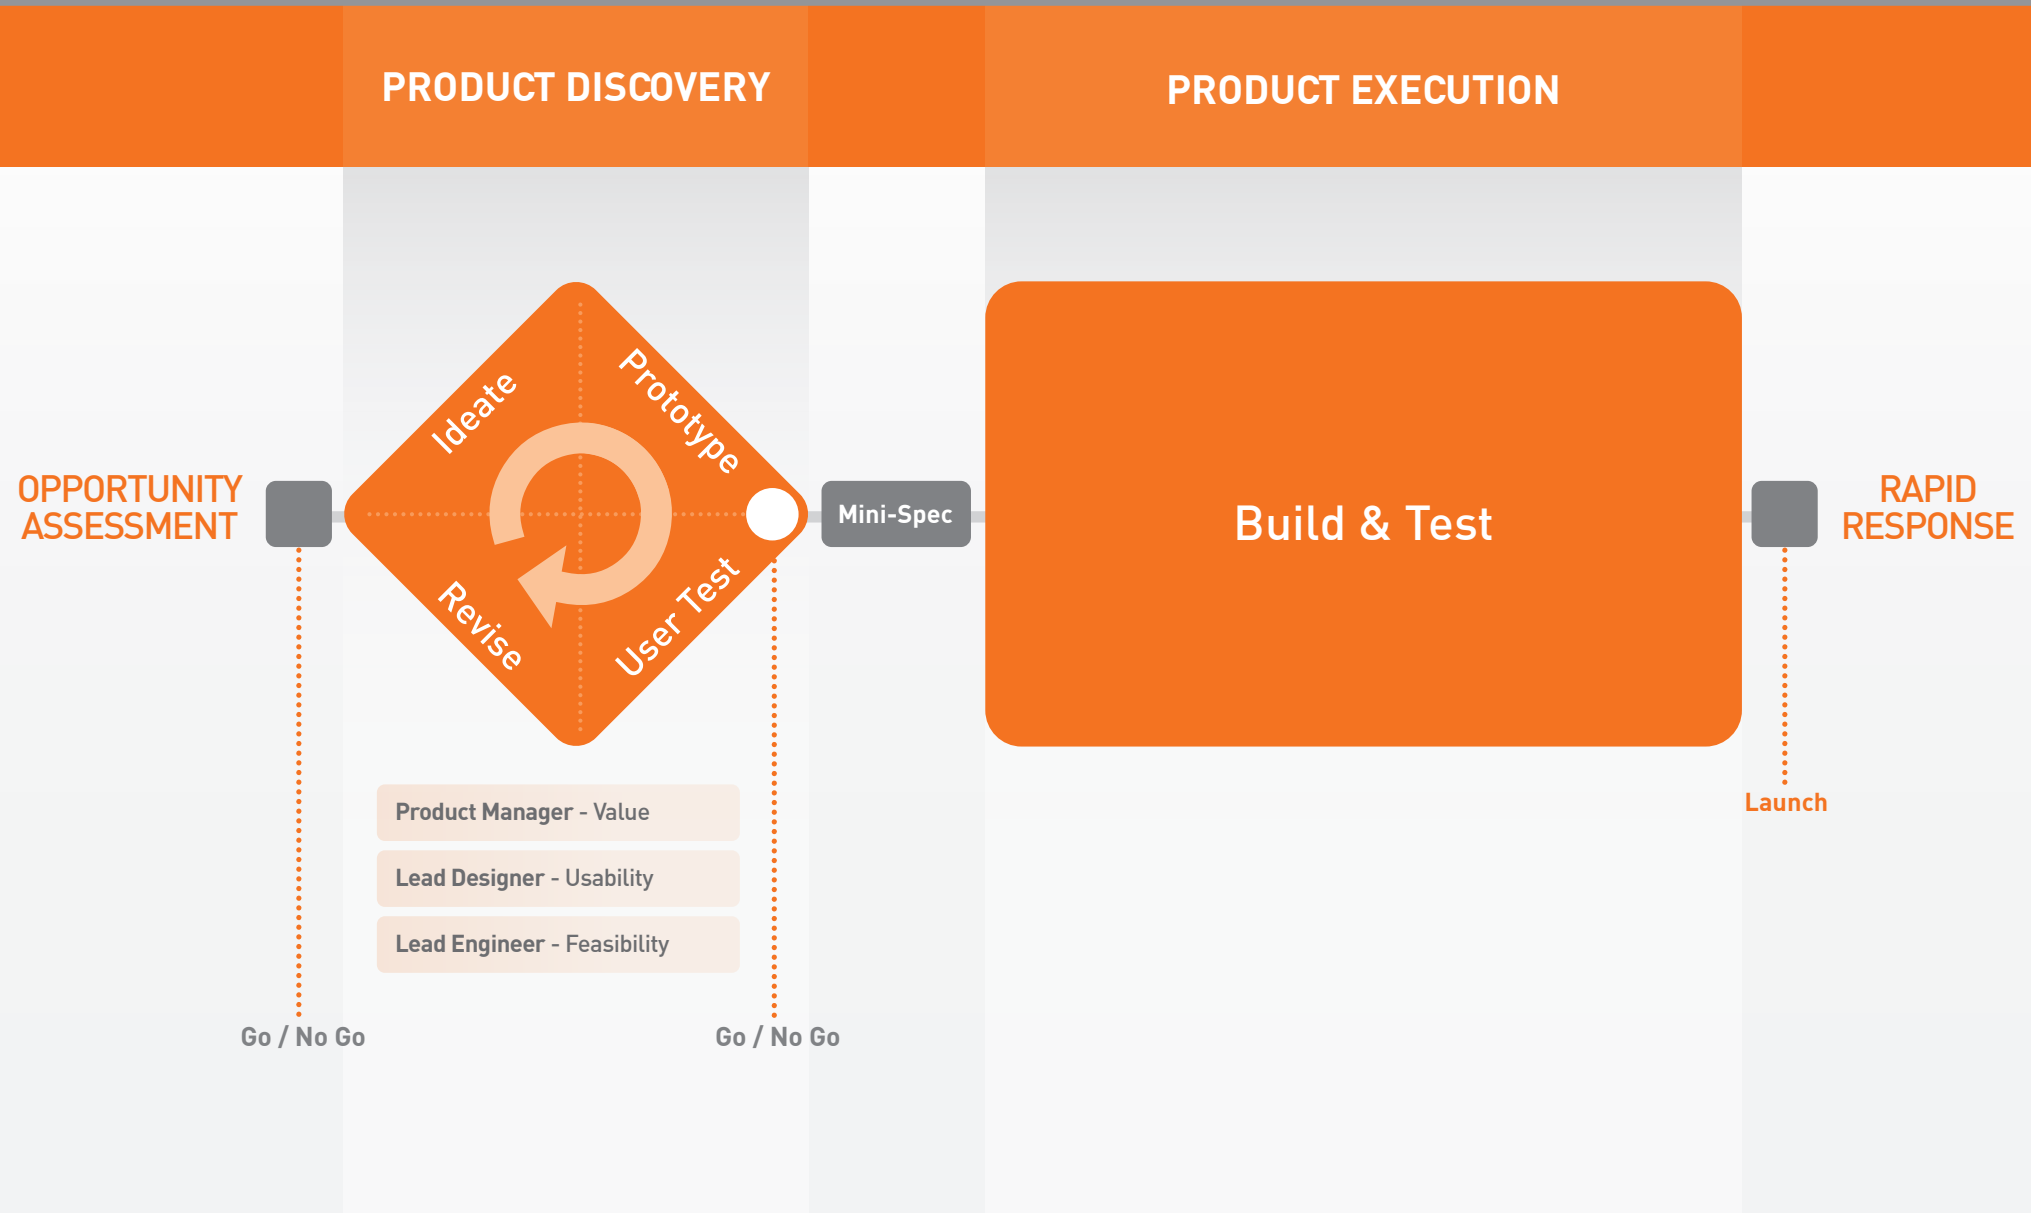 PRODUCT DISCOVERY
PRODUCT EXECUTION
OPPORTUNITY
ASSESSMENT
Ideate
Prototype
Revise
User Test
Mini-Spec
Build & Test
RAPID
RESPONSE
Product Manager - Value
Lead Designer - Usability
Lead Engineer - Feasibility
Launch
Go / No Go
Go / No Go